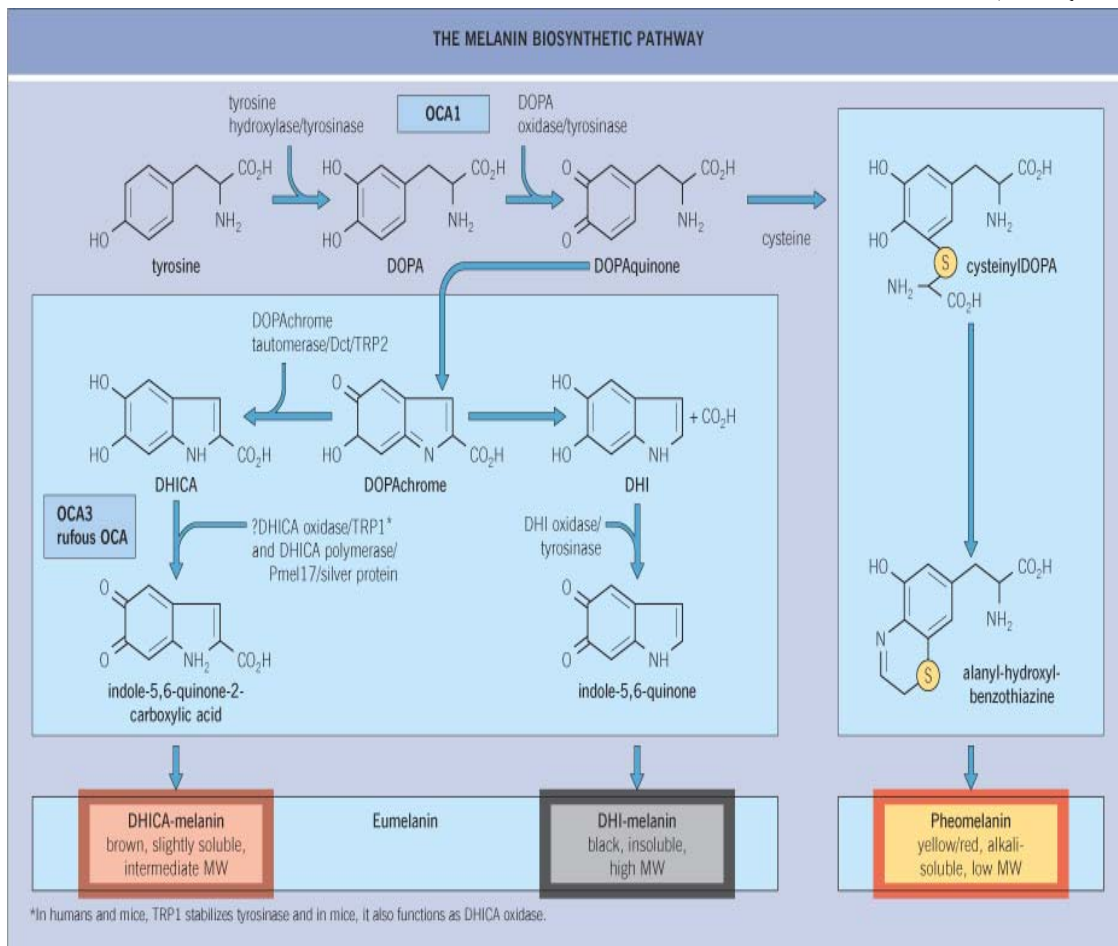 THE MELANIN BIOSYNTHETIC PATHWAY
tyrosine
hydroxylase/tyrosinase
OCA1
DOPA
oxidase/tyrosinase
CO2H
NH2
HO
tyrosine
HO
HO
CO2H
NH2
DOPA
O
O
CO2H
NH2
DOPAquinone
cysteine
HO
HO
CO2H
NH2
S
NH2
CO2H
cysteinylDOPA
DOPAchrome
tautomerase/Dct/TRP2
HO
HO
NH
CO2H
DHICA
O
HO
N
CO2H
DOPAchrome
HO
HO
NH
+ CO2H
DHI
OCA3
rufous OCA
?DHICA oxidase/TRP1*
and DHICA polymerase/
Pmel17/silver protein
DHI oxidase/
tyrosinase
O
O
NH2
CO2H
indole-5,6-quinone-2-
carboxylic acid
O
O
NH
indole-5,6-quinone
HO
CO2H
NH2
N
S
alanyl-hydroxyl-
benzothiazine
DHICA-melanin
brown, slightly soluble,
intermediate MW
Eumelanin
DHI-melanin
black, insoluble,
high MW
Pheomelanin
yellow/red, alkali-
soluble, low MW
*In humans and mice, TRP1 stabilizes tyrosinase and in mice, it also functions as DHICA oxidase.